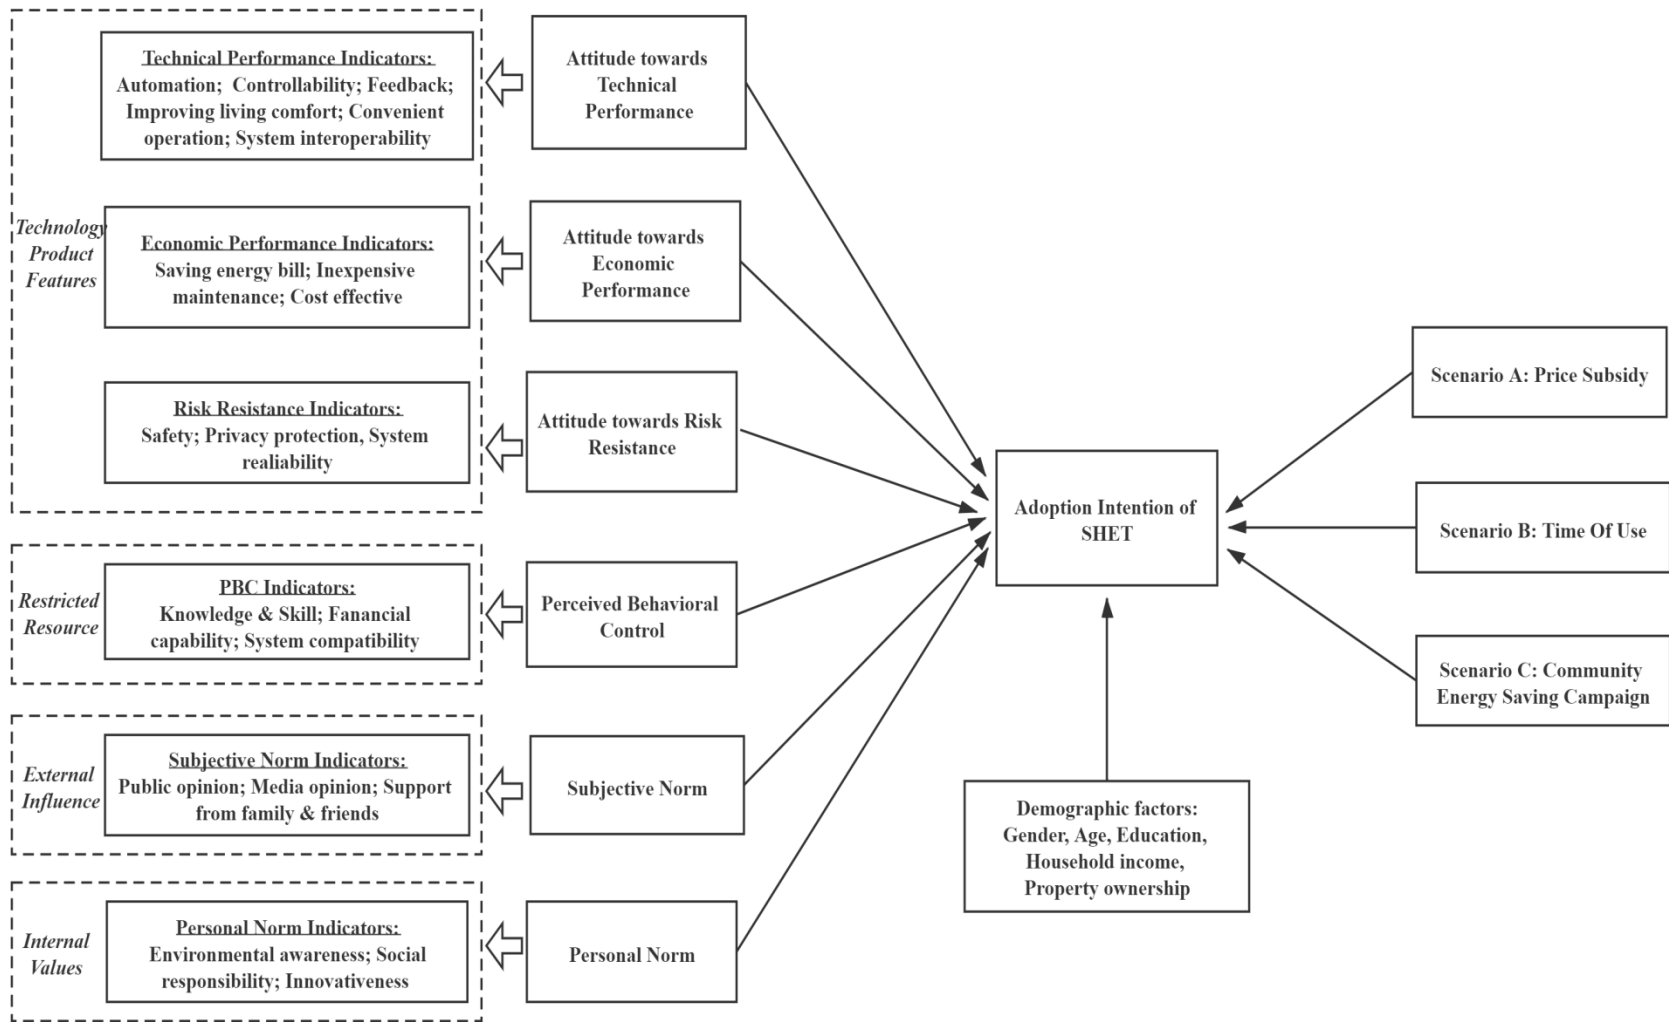 Technical Performance Indicators:
Automation; Controllability; Feedback;
Improving living comfort; Convenient
operation; System interoperability
Attitude towards
Technical
Performance
Technology
Product
Features
Economic Performance Indicators:
Saving energy bill; Inexpensive
maintenance; Cost effective
Attitude towards
Economic
Performance
Risk Resistance Indicators:
Safety; Privacy protection, System
realiability
Attitude towards Risk
Resistance
Restricted
Resource
PBC Indicators:
Knowledge & Skill; Fanancial
capability; System compatibility
Perceived Behavioral
Control
External
Influence
Subjective Norm Indicators:
Public opinion; Media opinion; Support
from family & friends
Subjective Norm
Internal
Values
Personal Norm Indicators:
Environmental awareness; Social
responsibility; Innovativeness
Personal Norm
Adoption Intention of
SHET
Demographic factors:
Gender, Age, Education,
Household income,
Property ownership
Scenario A: Price Subsidy
Scenario B: Time Of Use
Scenario C: Community
Energy Saving Campaign